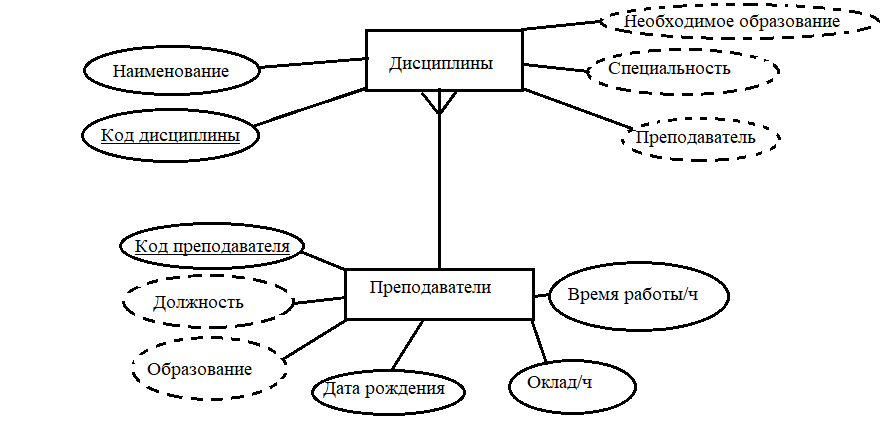 Необходимое образование
Дисциплины
Наименование
Специальность
Код дисциплины
Преподаватель
Код преподавателя
Преподаватели
Время работы/ч
Должность
Образование
Дата рождения
Оклад/ч